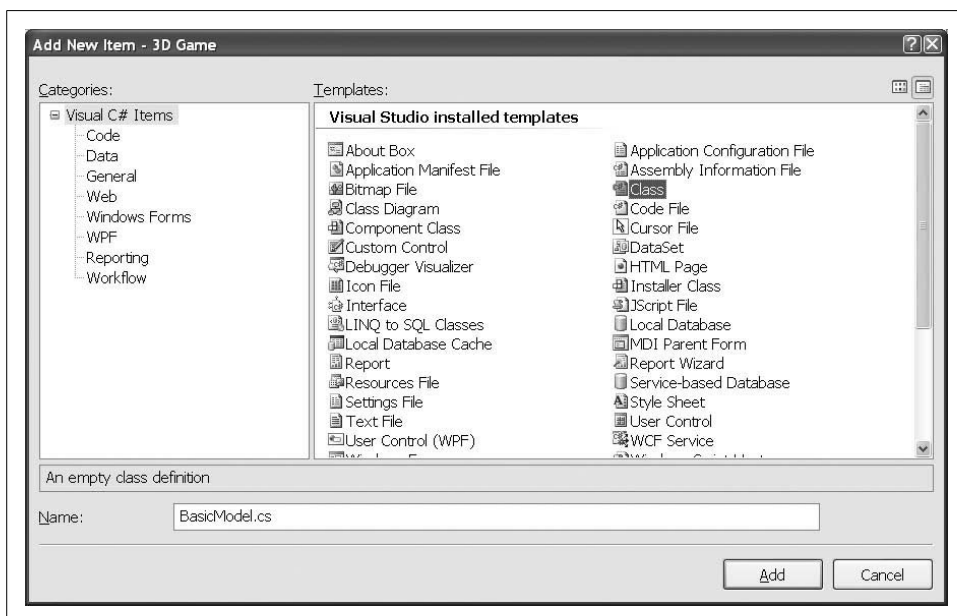 Add New Item - 3D Game
Categories:
Visual C# Items
Code
Data
General
Web
Windows Forms
WPF
Reporting
Workflow
Templates:
Visual Studio installed templates
About Box
Application Manifest File
Bitmap File
Class Diagram
Component Class
Custom Control
Debugger Visualizer
Icon File
Interface
LINQ to SQL Classes
Local Database Cache
Report
Resources File
Settings File
Text File
User Control (WPF)
Application Configuration File
Assembly Information File
Class
Code File
Cursor File
DataSet
HTML Page
Installer Class
JScript File
Local Database
MDI Parent Form
Report Wizard
Service-based Database
Style Sheet
User Control
WCF Service
An empty class definition
Name:
BasicModel.cs
Add
Cancel